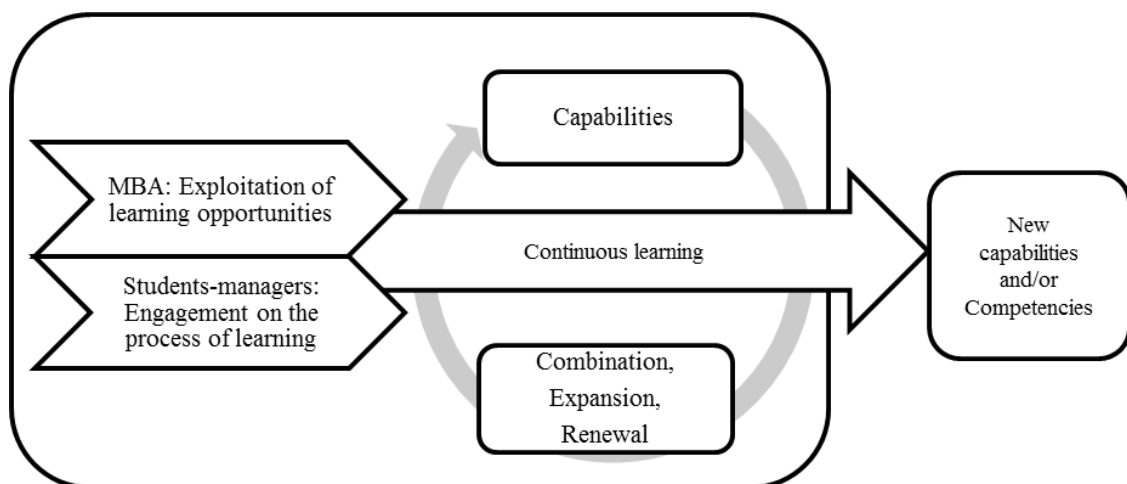 Capabilities
MBA: Exploitation of
learning opportunities
Continuous learning
Students-managers:
Engagement on the
process of learning
Combination,
Expansion,
Renewal
New
capabilities
and/or
Competencies